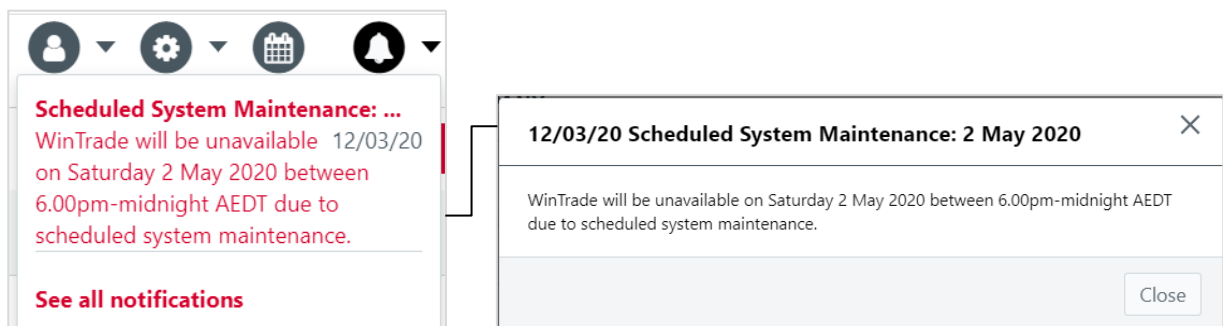 Scheduled System Maintenance: ...
WinTrade will be unavailable 12/03/20
on Saturday 2 May 2020 between
6.00pm-midnight AEDT due to
scheduled system maintenance.
See all notifications
12/03/20 Scheduled System Maintenance: 2 May 2020
WinTrade will be unavailable on Saturday 2 May 2020 between 6.00pm-midnight AEDT
due to scheduled system maintenance.
Close